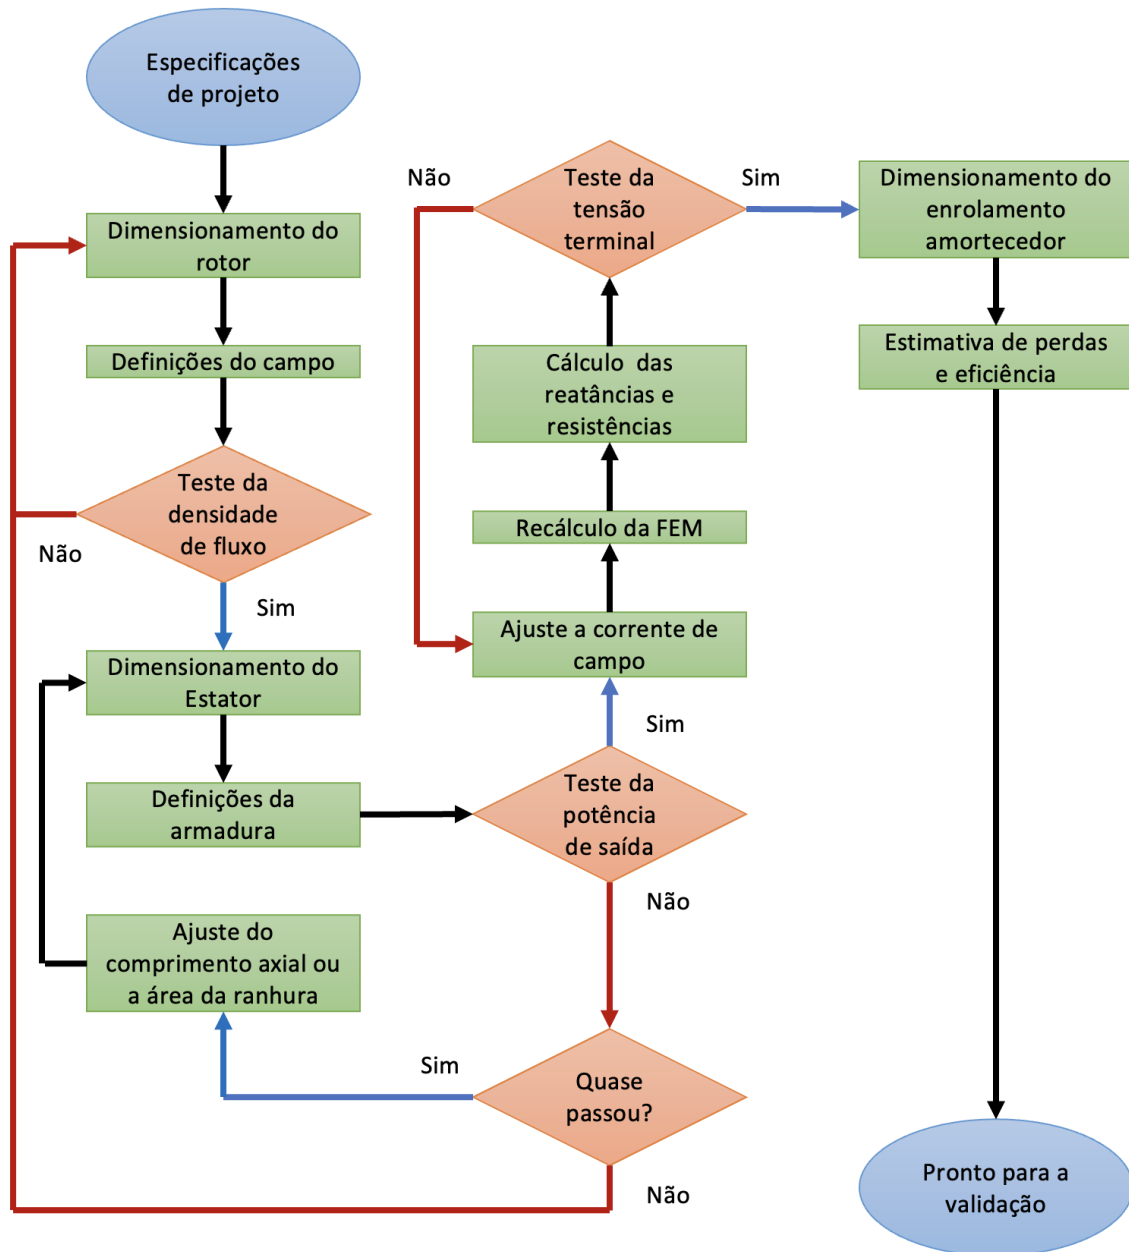 Especificações
de projeto
Dimensionamento do
rotor
Definições do campo
Teste da
densidade
de fluxo
Não
Sim
Dimensionamento do
Estator
Definições da
armadura
Ajuste do
comprimento axial ou
a área da ranhura
Não
Teste da
tensão
terminal
Sim
Cálculo das
reatâncias e
resistências
Recálculo da FEM
Ajuste a corrente de
campo
Sim
Teste da
potência
de saída
Não
Sim
Quase
passou?
Não
Dimensionamento do
enrolamento
amortecedor
Estimativa de perdas
e eficiência
Pronto para a
validação